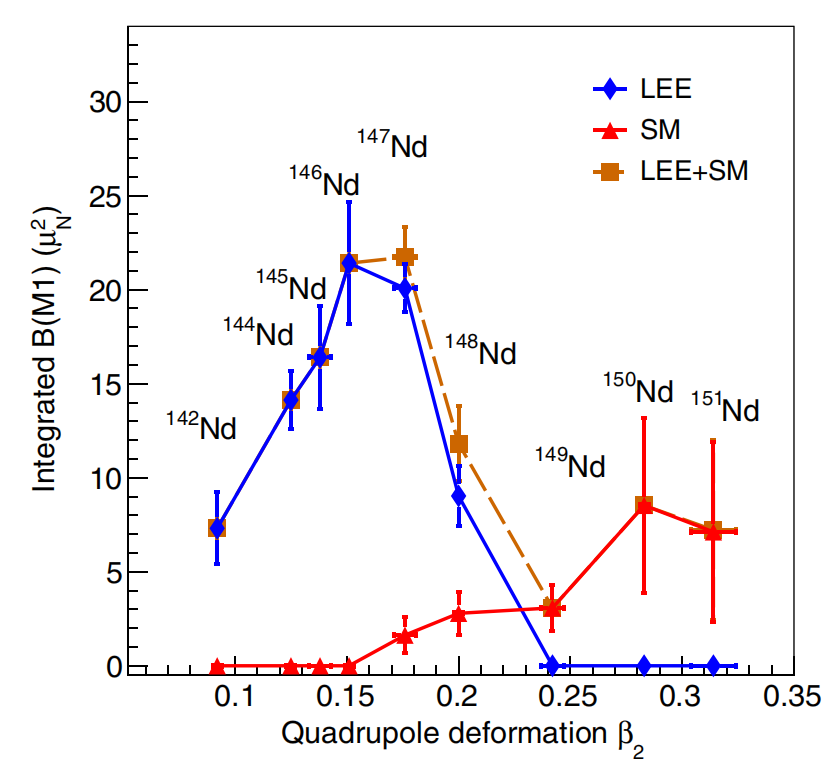 30
25
20
15
10
5
0
Integrated B(M1) (μ²N)
LEE
SM
LEE+SM
¹⁴⁷Nd
¹⁴⁶Nd
¹⁴⁵Nd
¹⁴⁴Nd
¹⁴⁸Nd
¹⁵⁰Nd
¹⁵¹Nd
¹⁴²Nd
¹⁴⁹Nd
0.1 0.15 0.2 0.25 0.3 0.35
Quadrupole deformation β₂